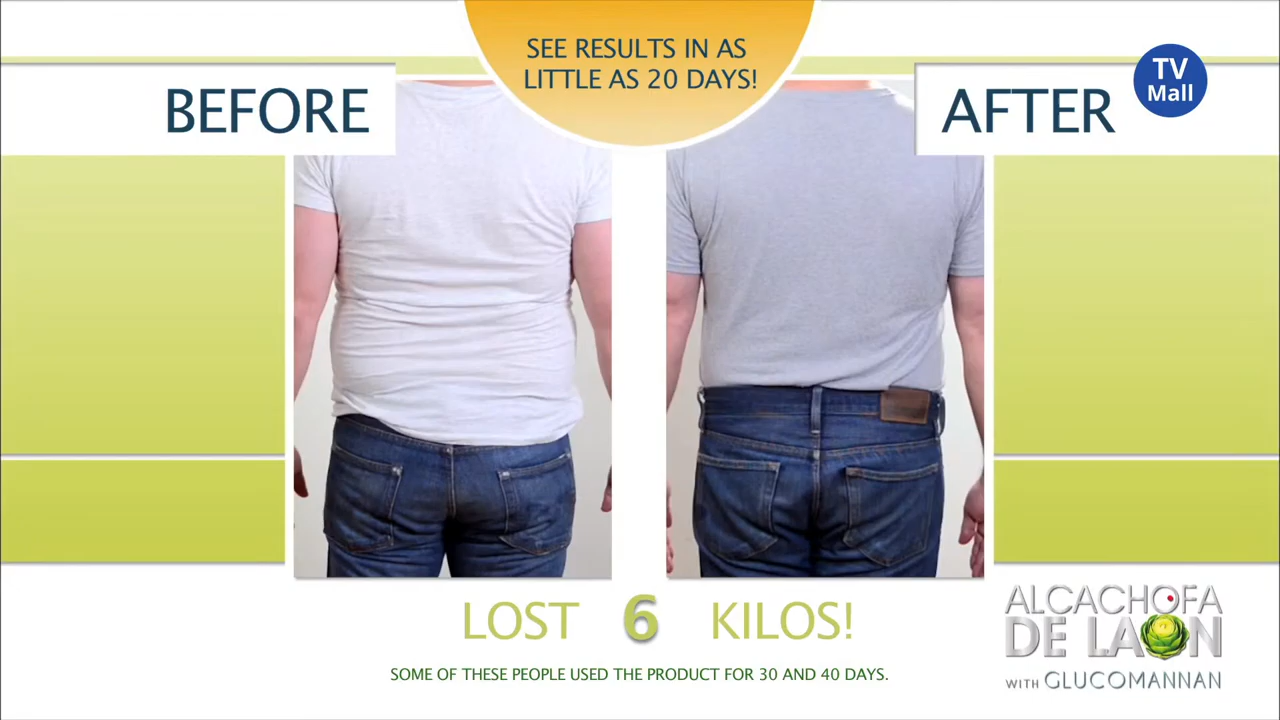 SEE RESULTS IN AS
LITTLE AS 20 DAYS!
BEFORE
AFTER
TV
Mall
LOST 6 KILOS!
SOME OF THESE PEOPLE USED THE PRODUCT FOR 30 AND 40 DAYS.
ALCACHOFA
DE LAON
WITH GLUCOMANNAN